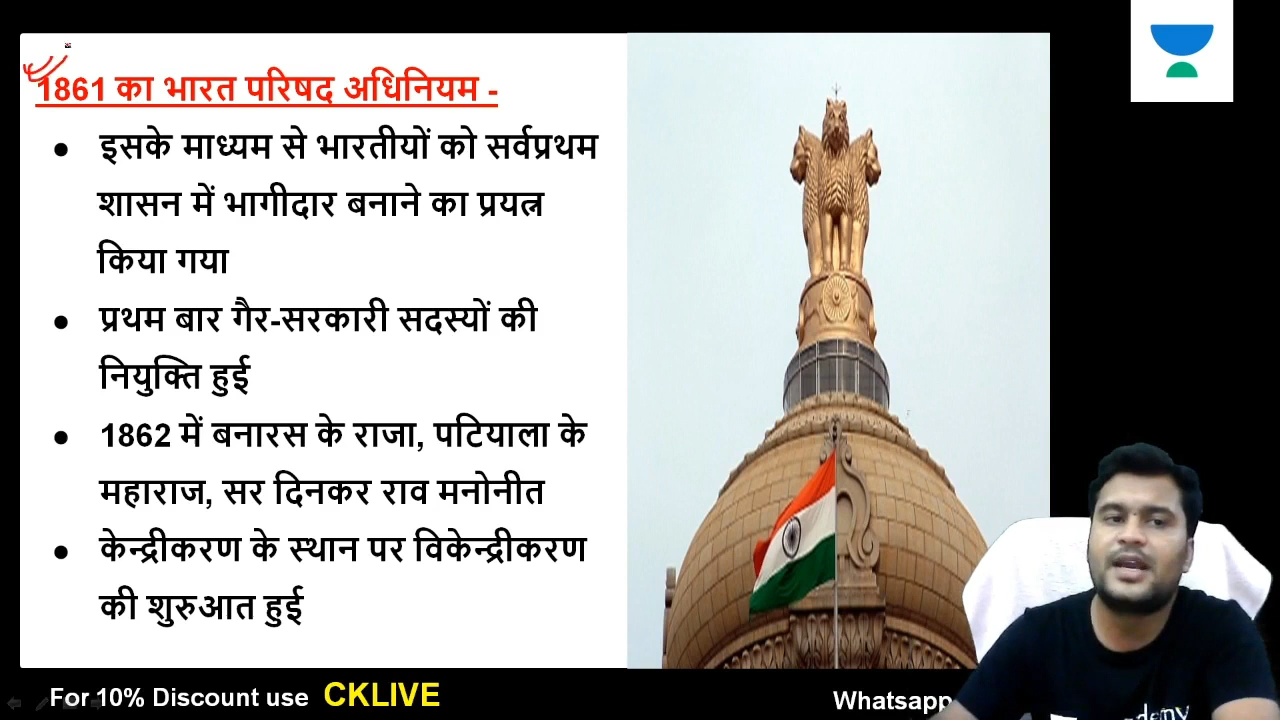 1861 का भारत परिषद अधिनियम -
● इसके माध्यम से भारतीयों को सर्वप्रथम
शासन में भागीदार बनाने का प्रयत्न
किया गया
● प्रथम बार गैर-सरकारी सदस्यों की
नियुक्ति हुई
● 1862 में बनारस के राजा, पटियाला के
महाराज, सर दिनकर राव मनोनीत
● केन्द्रीकरण के स्थान पर विकेन्द्रीकरण
की शुरुआत हुई
For 10% Discount use CKLIVE
Whatsapp